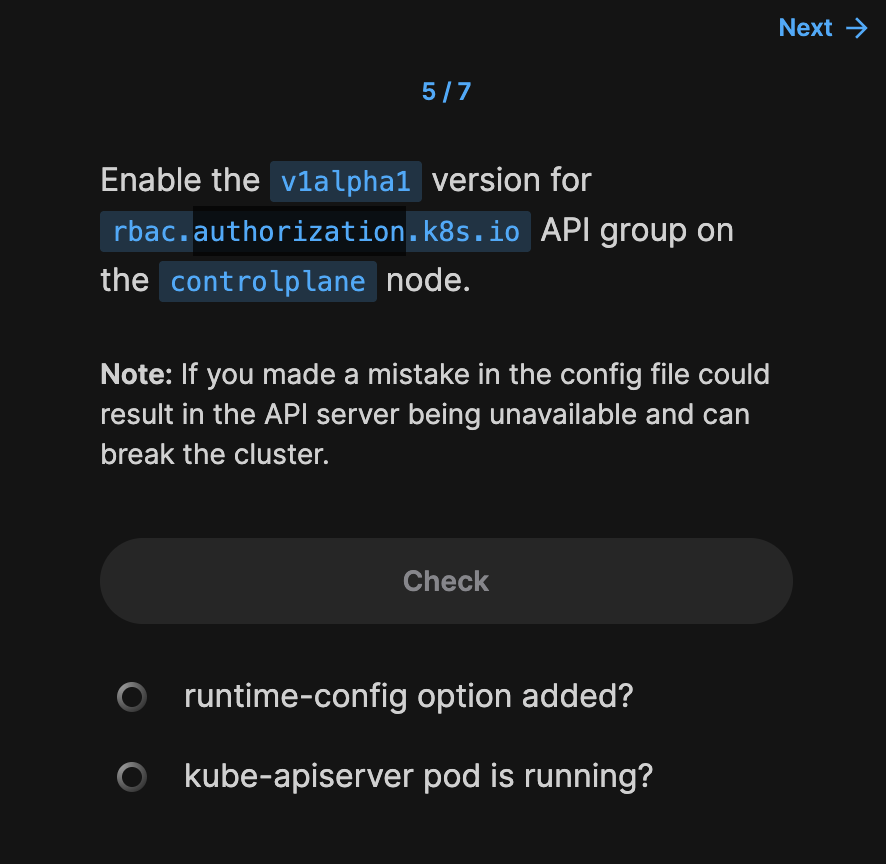 Next →
5 / 7
Enable the v1alpha1 version for
rbac.authorization.k8s.io API group on
the controlplane node.
Note: If you made a mistake in the config file could
result in the API server being unavailable and can
break the cluster.
Check
runtime-config option added?
kube-apiserver pod is running?